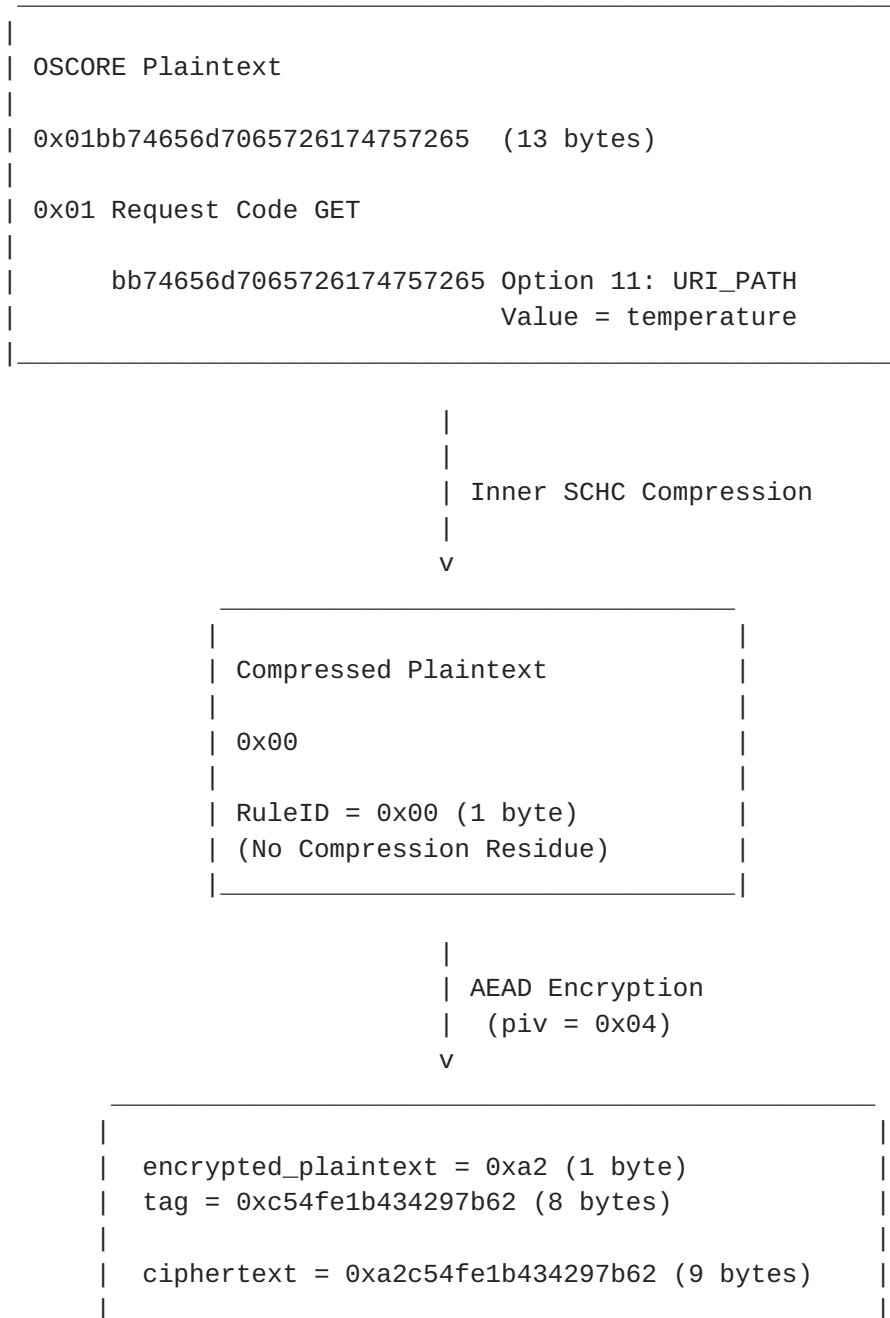 OSCORE Plaintext
0x01bb74656d7065726174757265 (13 bytes)
0x01 Request Code GET
bb74656d7065726174757265 Option 11: URI_PATH
Value = temperature
Inner SCHC Compression
v
Compressed Plaintext
0x00
RuleID = 0x00 (1 byte)
(No Compression Residue)
AEAD Encryption
(piv = 0x04)
v
encrypted_plaintext = 0xa2 (1 byte)
tag = 0xc54fe1b434297b62 (8 bytes)
ciphertext = 0xa2c54fe1b434297b62 (9 bytes)